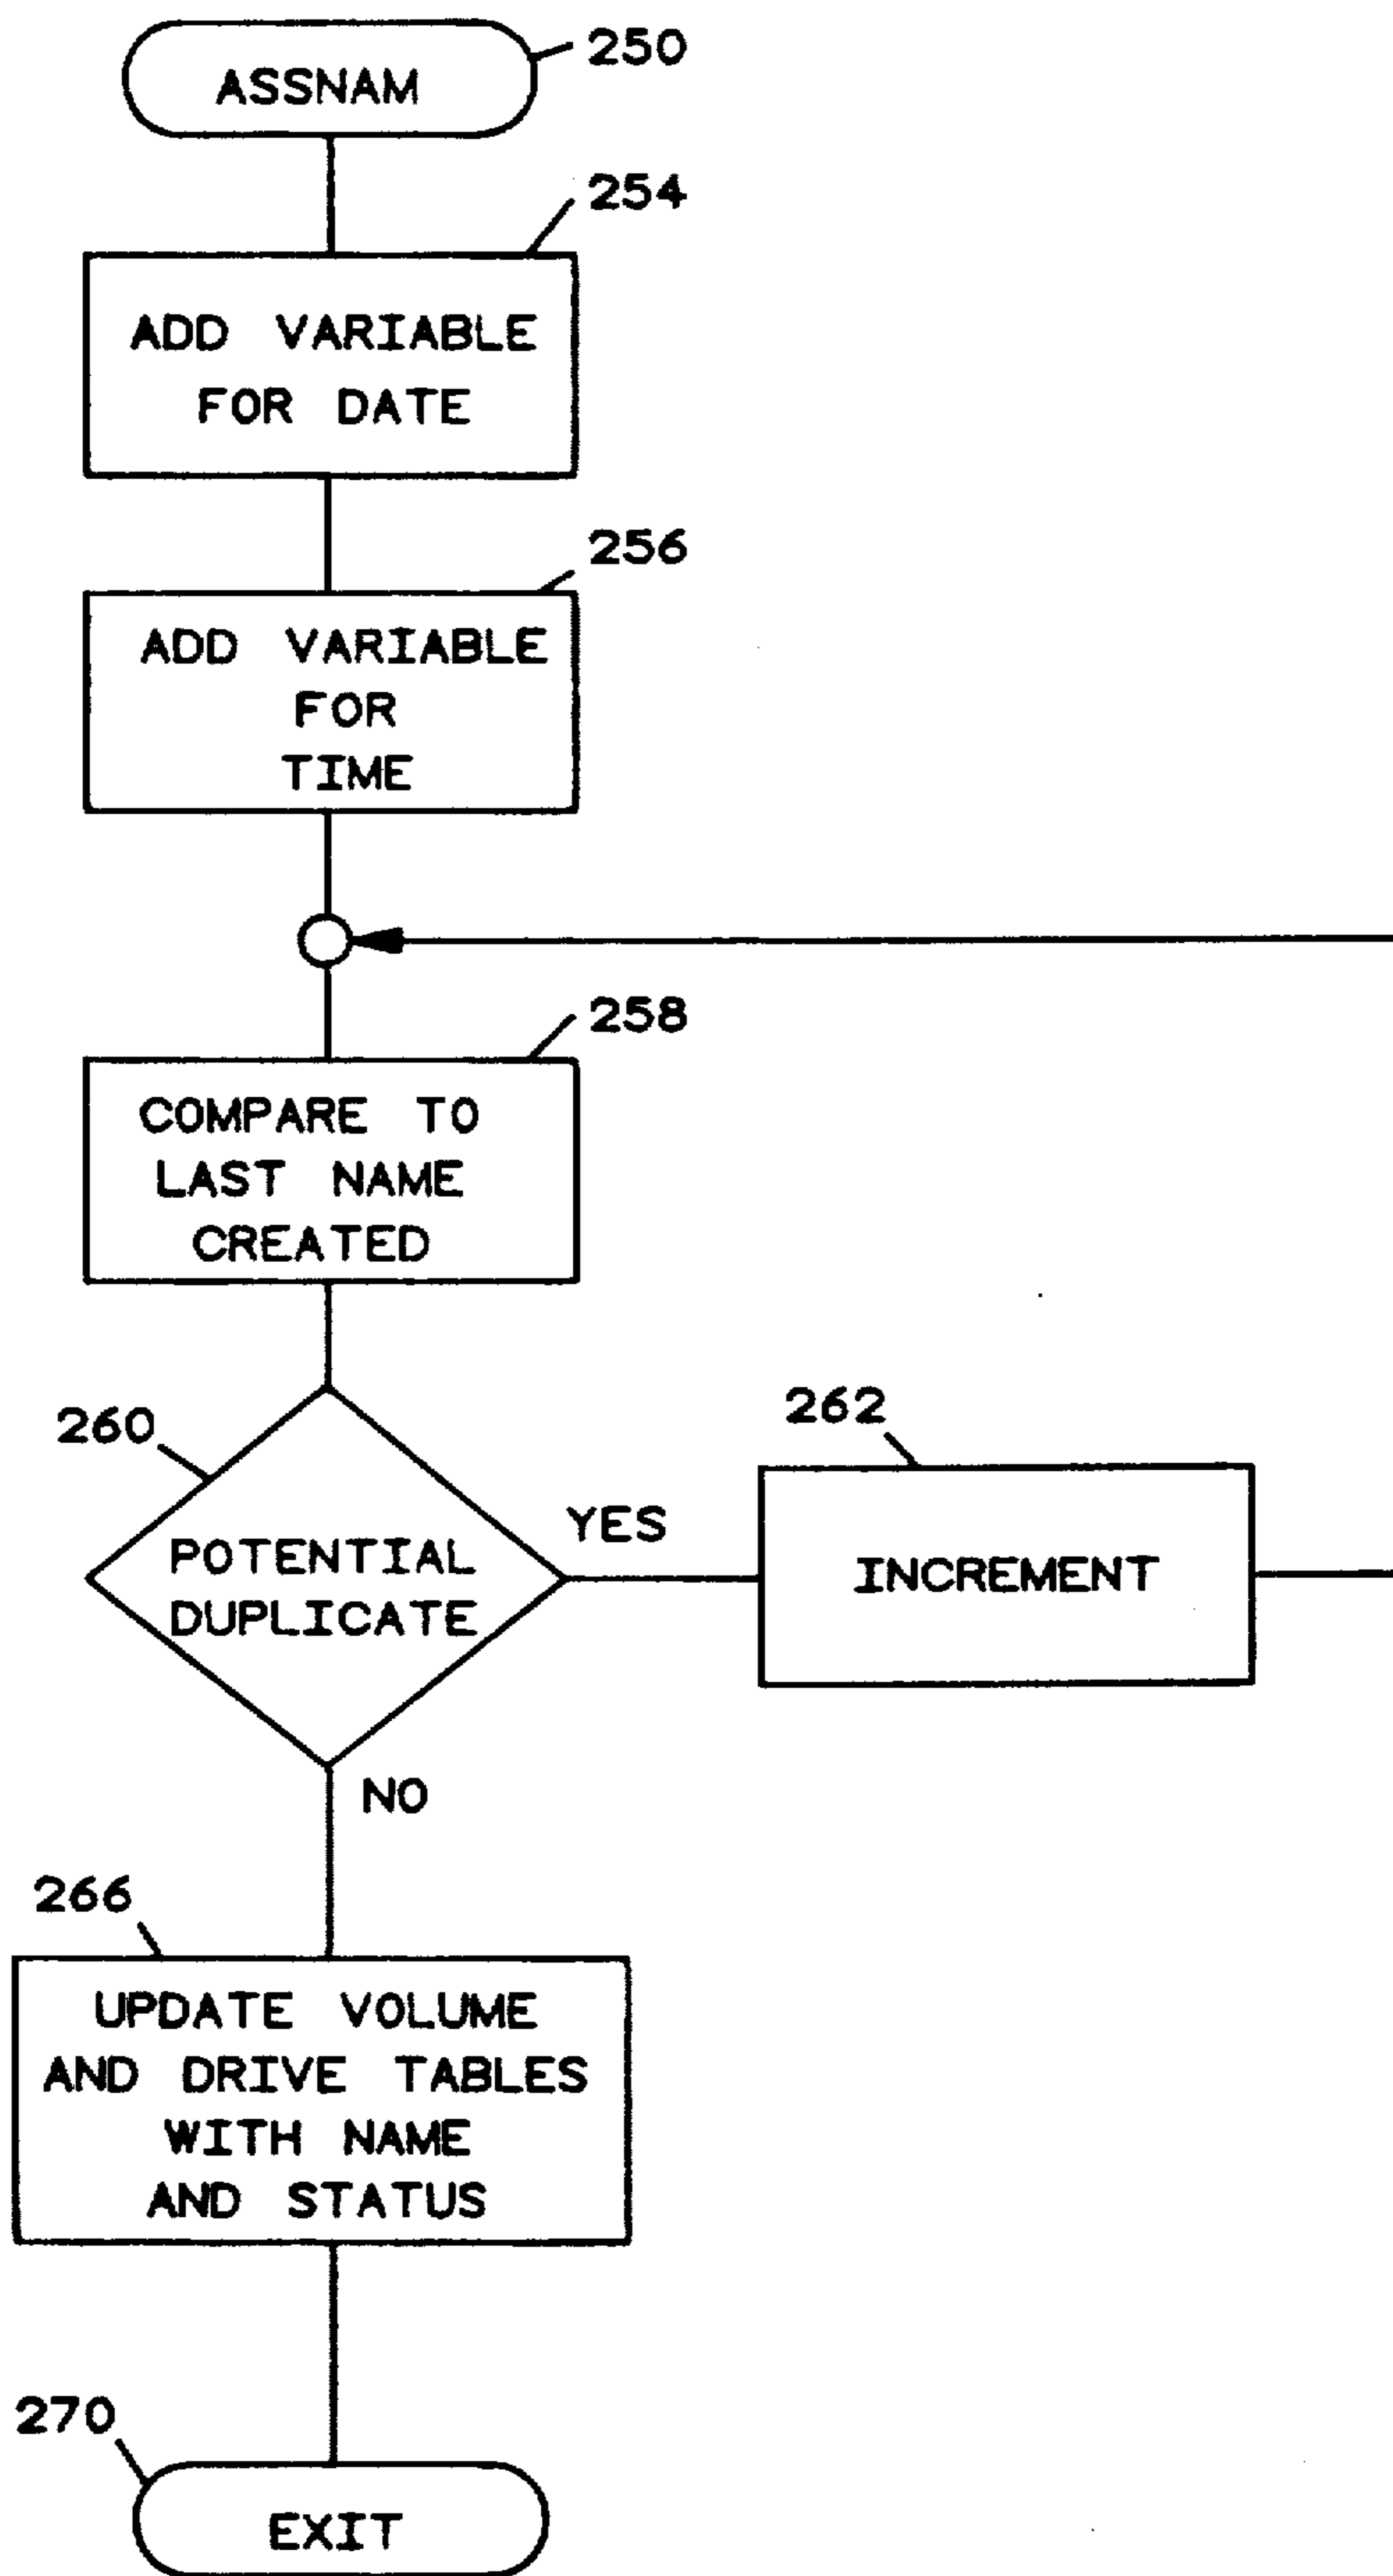 250
ASSNAM
254
ADD VARIABLE
FOR DATE
256
ADD VARIABLE
FOR
TIME
258
COMPARE TO
LAST NAME
CREATED
260
POTENTIAL
DUPLICATE
YES
262
INCREMENT
NO
266
UPDATE VOLUME
AND DRIVE TABLES
WITH NAME
AND STATUS
270
EXIT